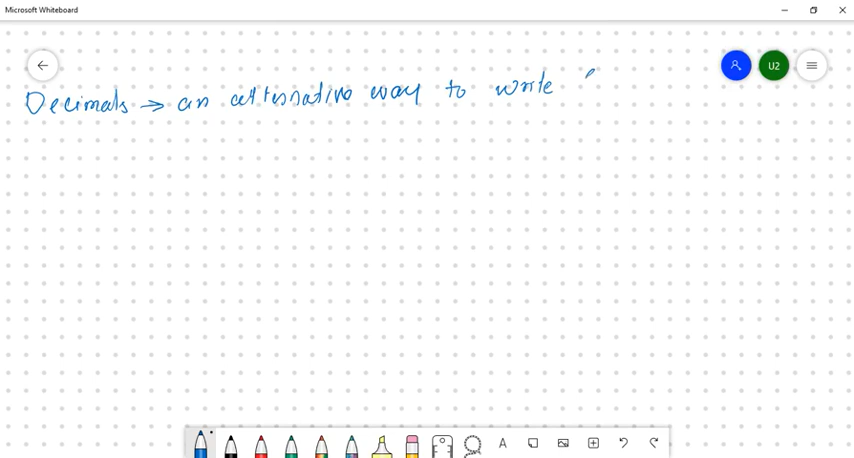 Microsoft Whiteboard
U2
Decimals → an alternative way to write
A